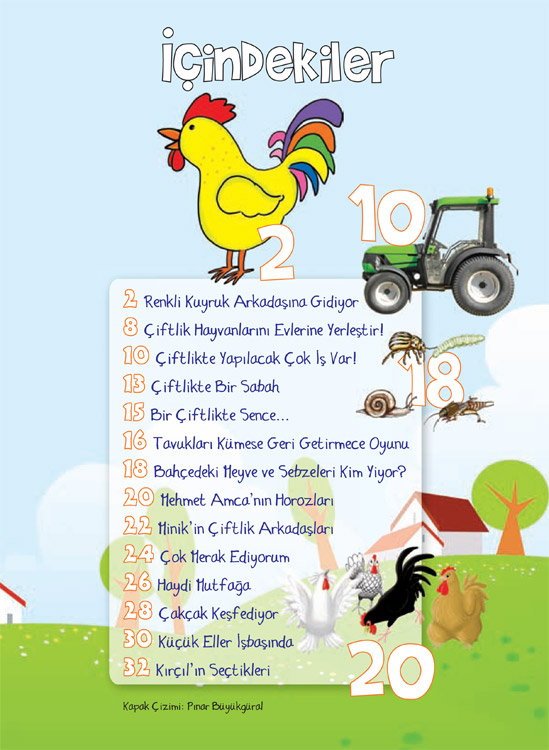 İçindekiler
2
10
2 Renkli Kuyruk Arkadaşına Gidiyor
8 Çiftlik Hayvanlarını Evlerine Yerleştir!
10 Çiftlikte Yapılacak Çok İş Var!
13 Çiftlikte Bir Sabah
15 Bir Çiftlikte Sence...
16 Tavukları Kümese Geri Getirmece Oyunu
18 Bahçedeki Meyve ve Sebzeleri Kim Yiyor?
20 Mehmet Amca'nın Horozları
22 Minik'in Çiftlik Arkadaşları
24 Çok Merak Ediyorum
26 Haydi Mutfağa
28 Çakçak Keşfediyor
30 Küçük Eller İşbaşında
32 Kırçıl'ın Seçtikleri
18
20
Kapak Çizimi: Pınar Büyükgüral